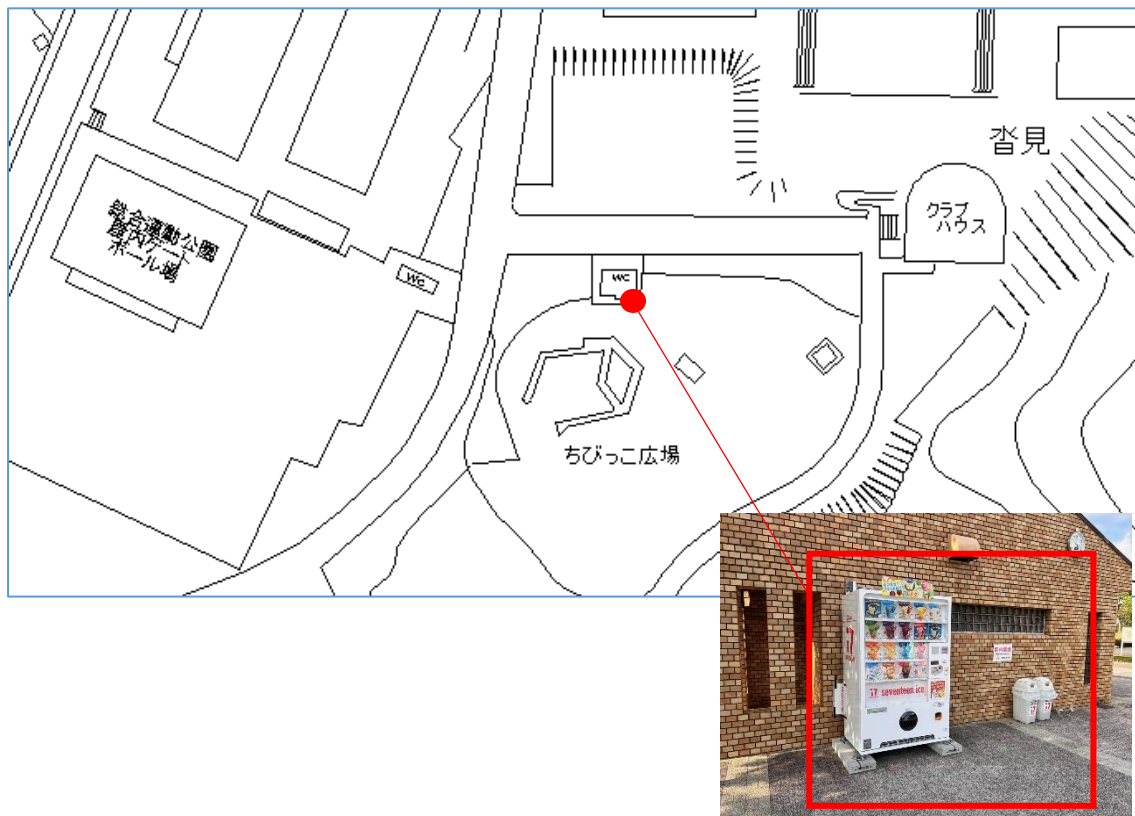 沓見
クラブ
ハウス
総合運動公園
屋内ゲート
ボール場
WC
WC
ちびっこ広場
17 seventeen ice